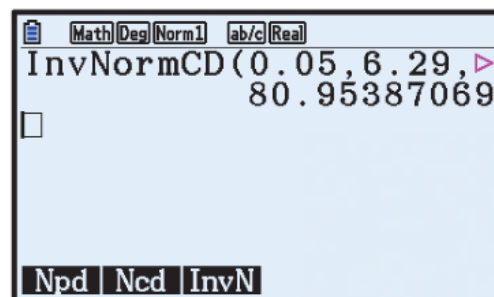 Math Deg Norm1 ab/c Real
InvNormCD(0.05,6.29,▷
80.95387069
Npd Ncd InvN